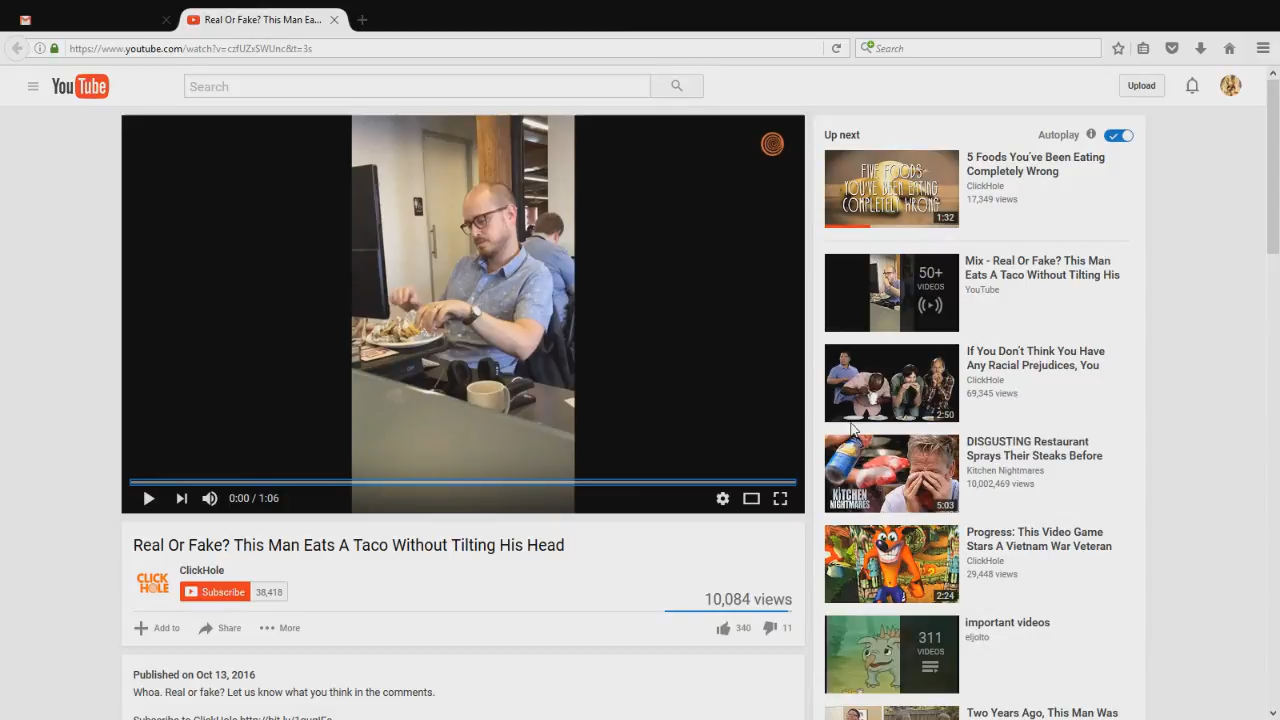 Real Or Fake? This Man Ea...
https://www.youtube.com/watch?v=czfUZxSWUnc&t=3s
Search
YouTube
Search
Upload
Up next
Autoplay
FIVE FOODS
YOU'VE BEEN EATING
COMPLETELY WRONG
1:32
5 Foods You've Been Eating
Completely Wrong
ClickHole
17,349 views
50+
VIDEOS
Mix - Real Or Fake? This Man
Eats A Taco Without Tilting His
YouTube
2:50
If You Don't Think You Have
Any Racial Prejudices, You
ClickHole
69,345 views
KITCHEN
NIGHTMARES
5:03
DISGUSTING Restaurant
Sprays Their Steaks Before
Kitchen Nightmares
10,002,469 views
2:24
Progress: This Video Game
Stars A Vietnam War Veteran
ClickHole
29,448 views
311
VIDEOS
important videos
eljolto
Two Years Ago, This Man Was
0:00 / 1:06
Real Or Fake? This Man Eats A Taco Without Tilting His Head
CLICK
HOLE
ClickHole
Subscribe 38,418
10,084 views
Add to Share More
340 11
Published on Oct 13, 2016
Whoa. Real or fake? Let us know what you think in the comments.
Subscribe to ClickHole